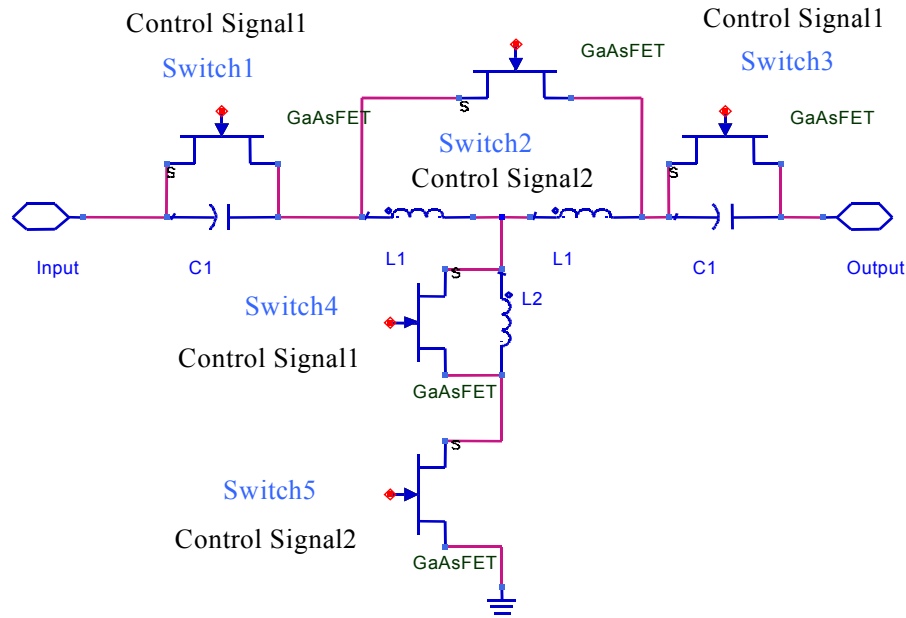 Control Signal1
Switch1
GaAsFET
GaAsFET
Control Signal1
Switch3
GaAsFET
S
S
S
Switch2
Control Signal2
Input
C1
L1
L1
C1
Output
S
L2
Switch4
Control Signal1
GaAsFET
S
Switch5
Control Signal2
GaAsFET